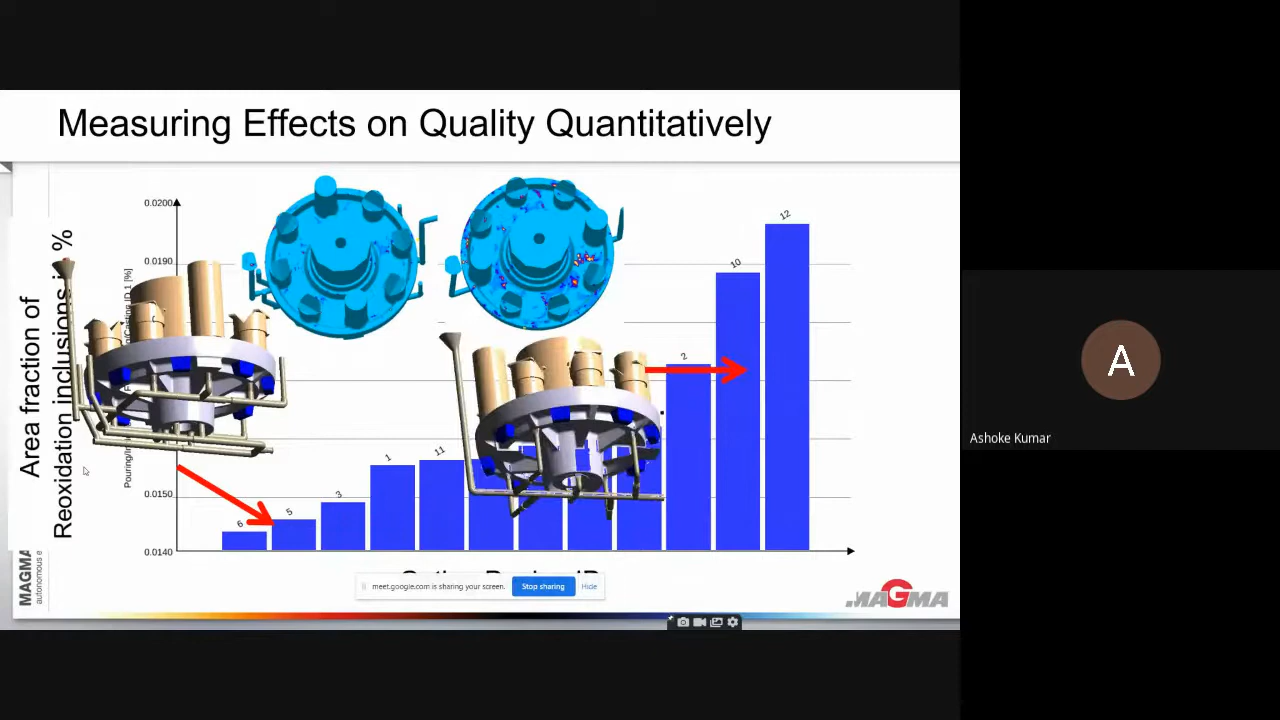 Measuring Effects on Quality Quantitatively
Area fraction of
Reoxidation inclusions %
0.0200
0.0190
0.0150
0.0140
6
5
3
1
11
2
10
12
meet.google.com is sharing your screen.
Stop sharing
Hide
MAGMA
autonomous
MAGMA
A
Ashoke Kumar